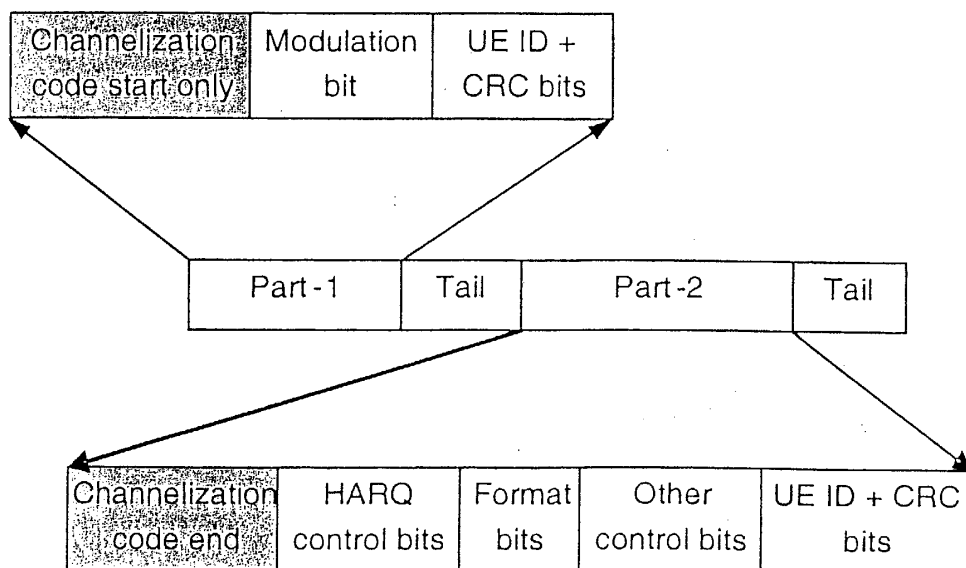 Channelization
code start only
Modulation
bit
UE ID +
CRC bits
Part-1
Tail
Part-2
Tail
Channelization
code end
HARQ
control bits
Format
bits
Other
control bits
UE ID + CRC
bits